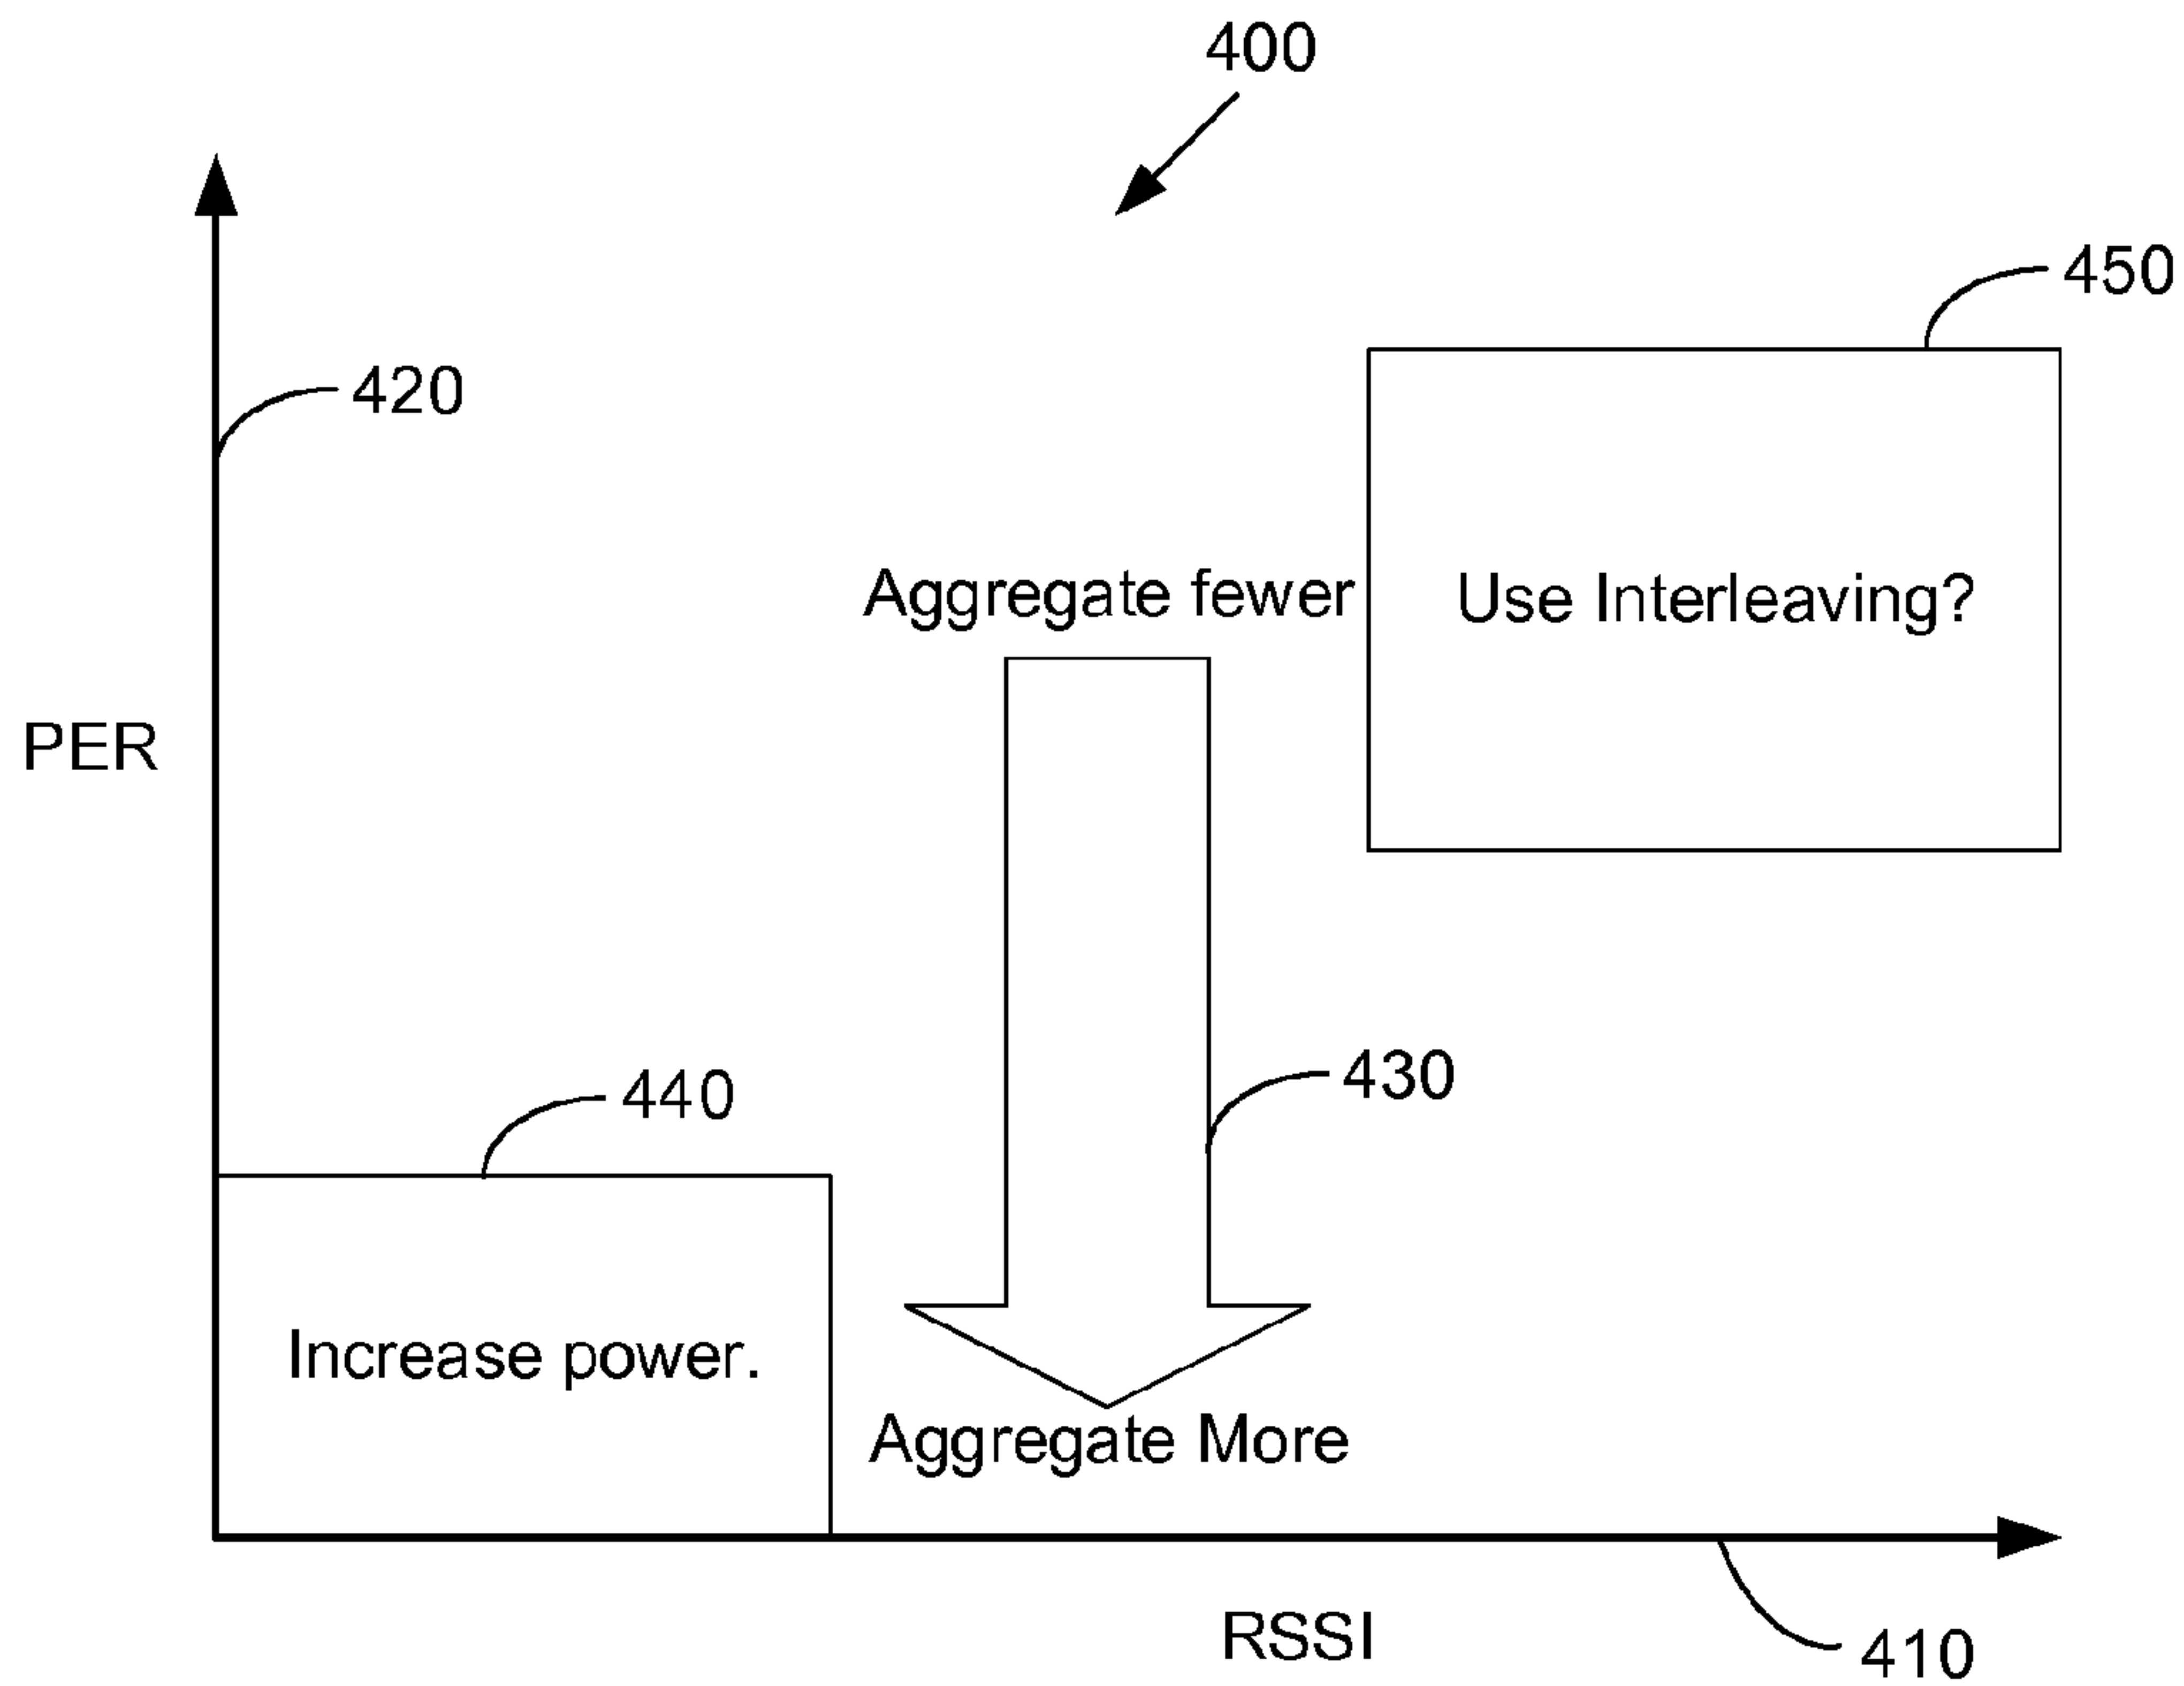 400
450
420
Aggregate fewer
Use Interleaving?
PER
430
440
Increase power.
Aggregate More
RSSI
410